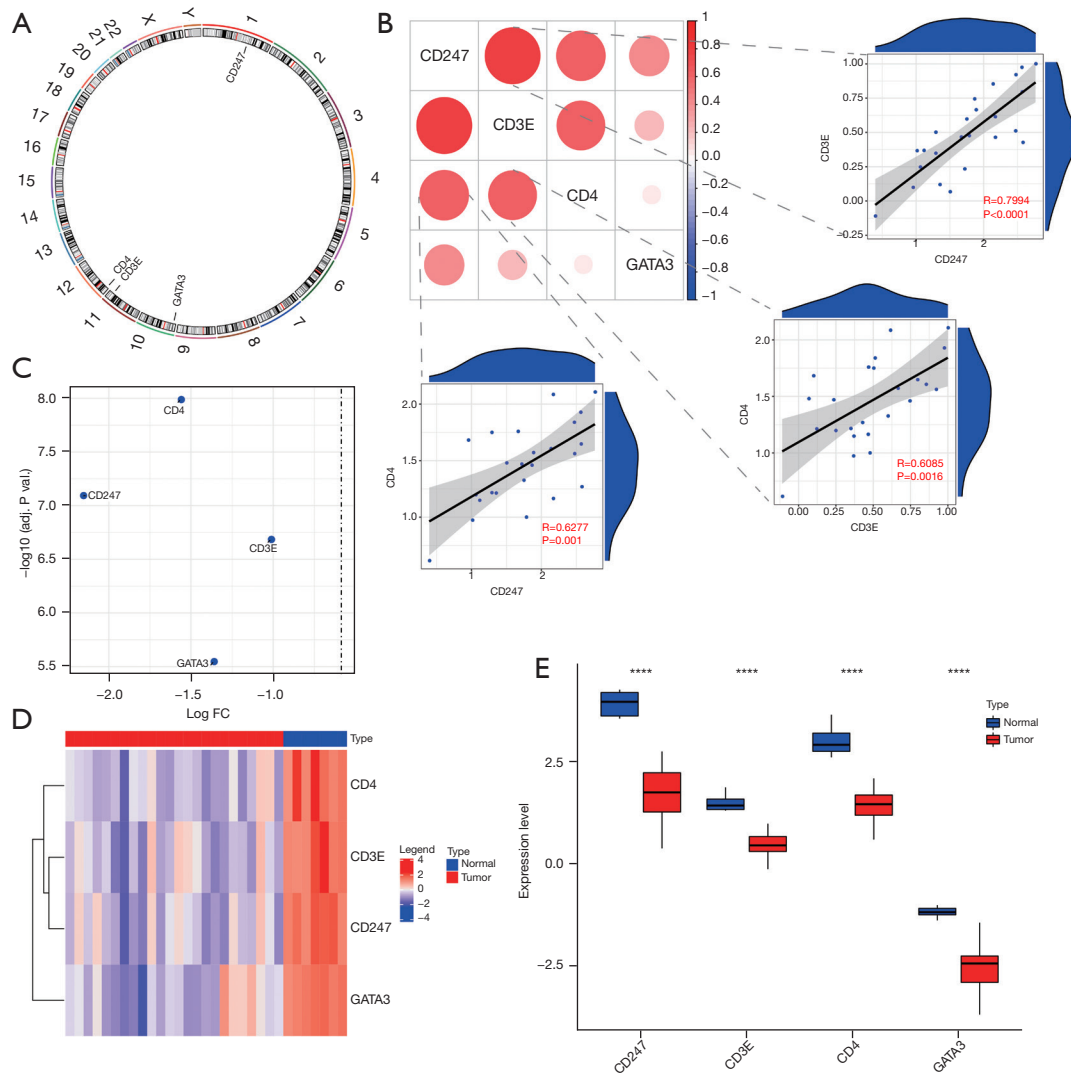 A
1
2
3
4
5
6
7
8
9
10
11
12
13
14
15
16
17
18
19
20
21
22
X
Y
CD247
CD4
CD3E
GATA3
B
CD247
CD3E
CD4
GATA3
1
0.8
0.6
0.4
0.2
0.0
−0.2
−0.4
−0.6
−0.8
−1
1.00
0.75
0.50
0.25
0.00
−0.25
CD3E
R=0.7994
P<0.0001
1
2
CD247
2.0
1.5
1.0
CD4
R=0.6277
P=0.001
1
2
CD247
2.0
1.5
1.0
CD4
R=0.6085
P=0.0016
0.00
0.25
0.50
0.75
1.00
CD3E
C
8.0
7.5
7.0
6.5
6.0
5.5
−log10 (adj. P val.)
CD4
CD247
CD3E
GATA3
−2.0
−1.5
−1.0
Log FC
D
Type
CD4
CD3E
CD247
GATA3
Legend
4
2
0
−2
−4
Type
Normal
Tumor
E
****
****
****
****
Type
Normal
Tumor
2.5
0.0
−2.5
Expression level
CD247
CD3E
CD4
GATA3